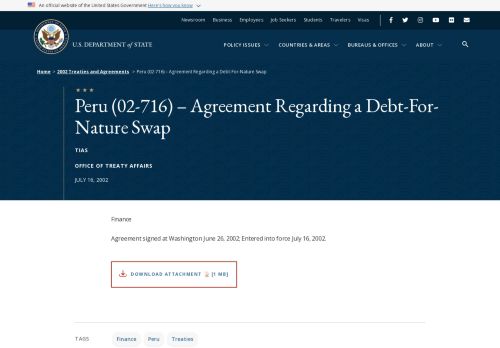 An official website of the United States Government Here's how you know
Newsroom Business Employees Job Seekers Students Travelers Visas
U.S. DEPARTMENT of STATE
POLICY ISSUES COUNTRIES & AREAS BUREAUS & OFFICES ABOUT
Home > 2002 Treaties and Agreements > Peru (02-716) – Agreement Regarding a Debt-For-Nature Swap
Peru (02-716) – Agreement Regarding a Debt-For-
Nature Swap
TIAS
OFFICE OF TREATY AFFAIRS
JULY 16, 2002
Finance
Agreement signed at Washington June 26, 2002; Entered into force July 16, 2002.
DOWNLOAD ATTACHMENT [1 MB]
TAGS Finance Peru Treaties